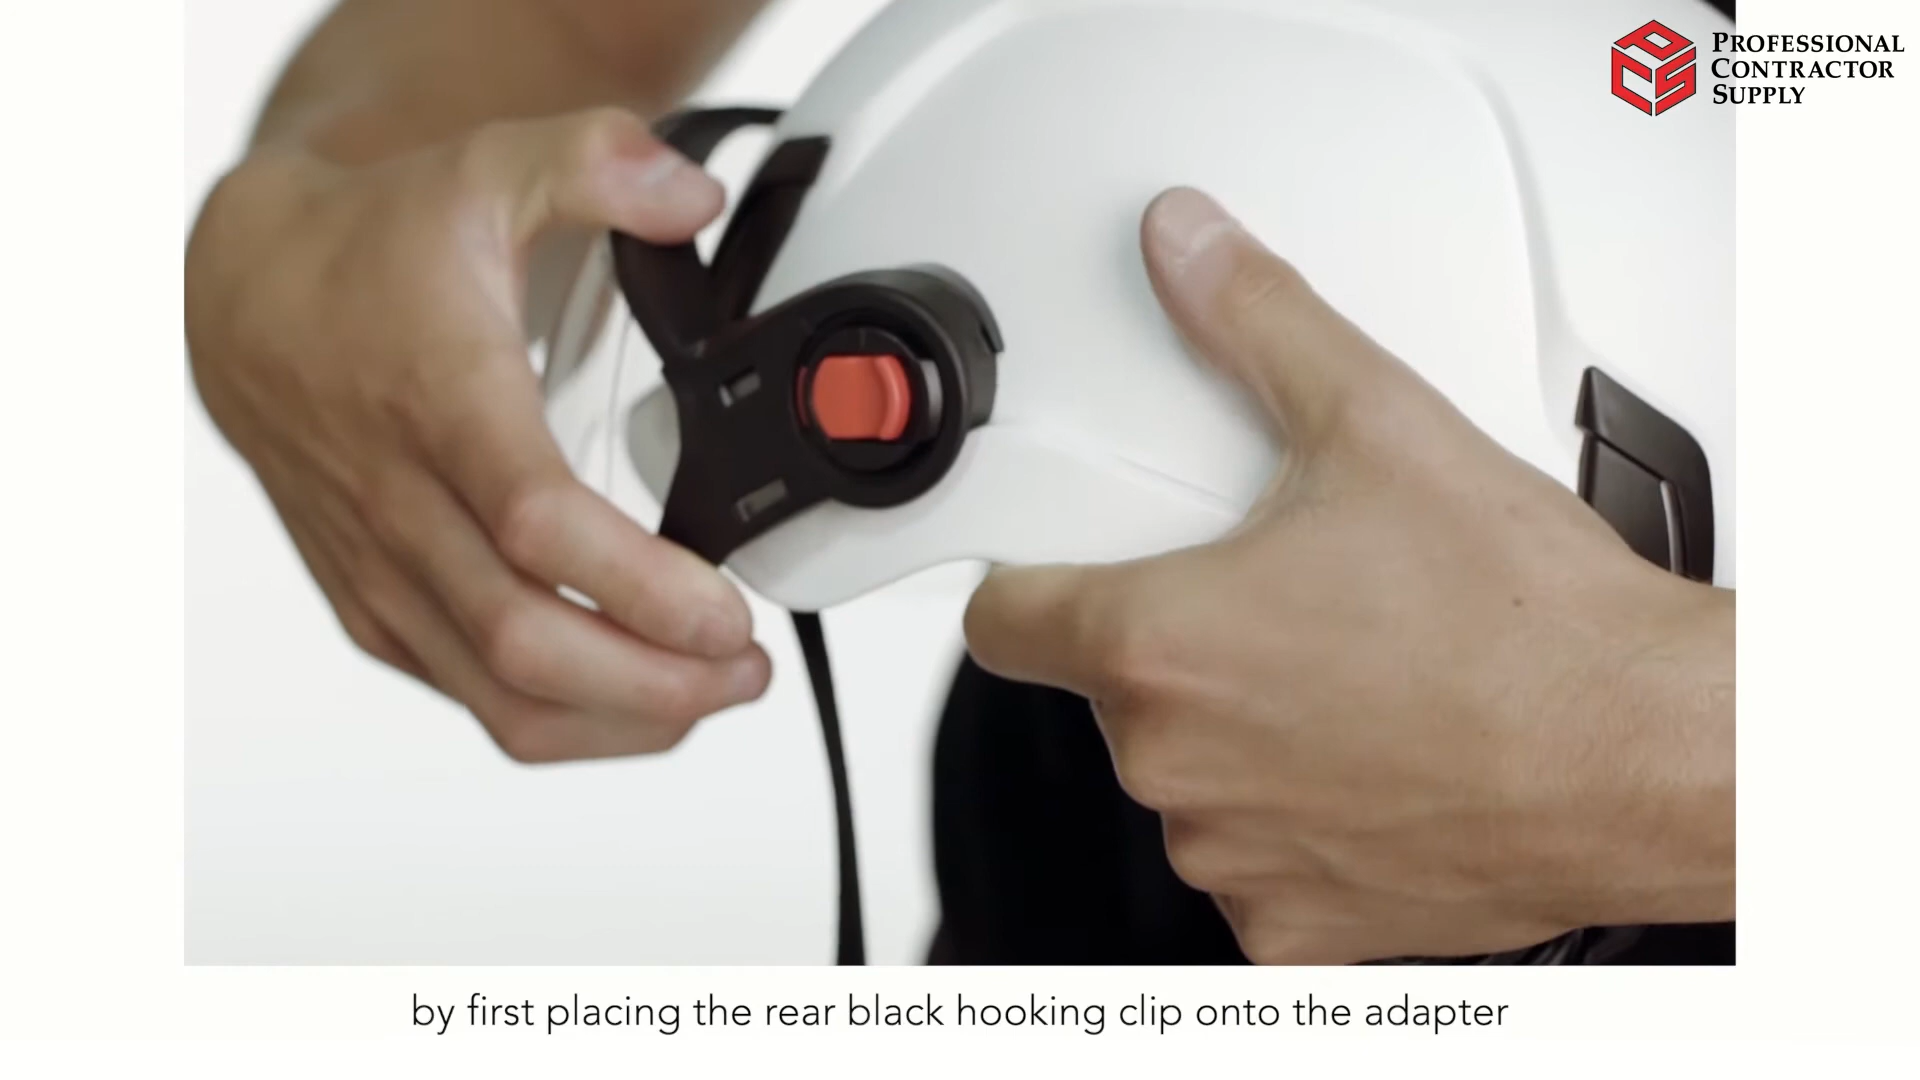 PROFESSIONAL
CONTRACTOR
SUPPLY
by first placing the rear black hooking clip onto the adapter